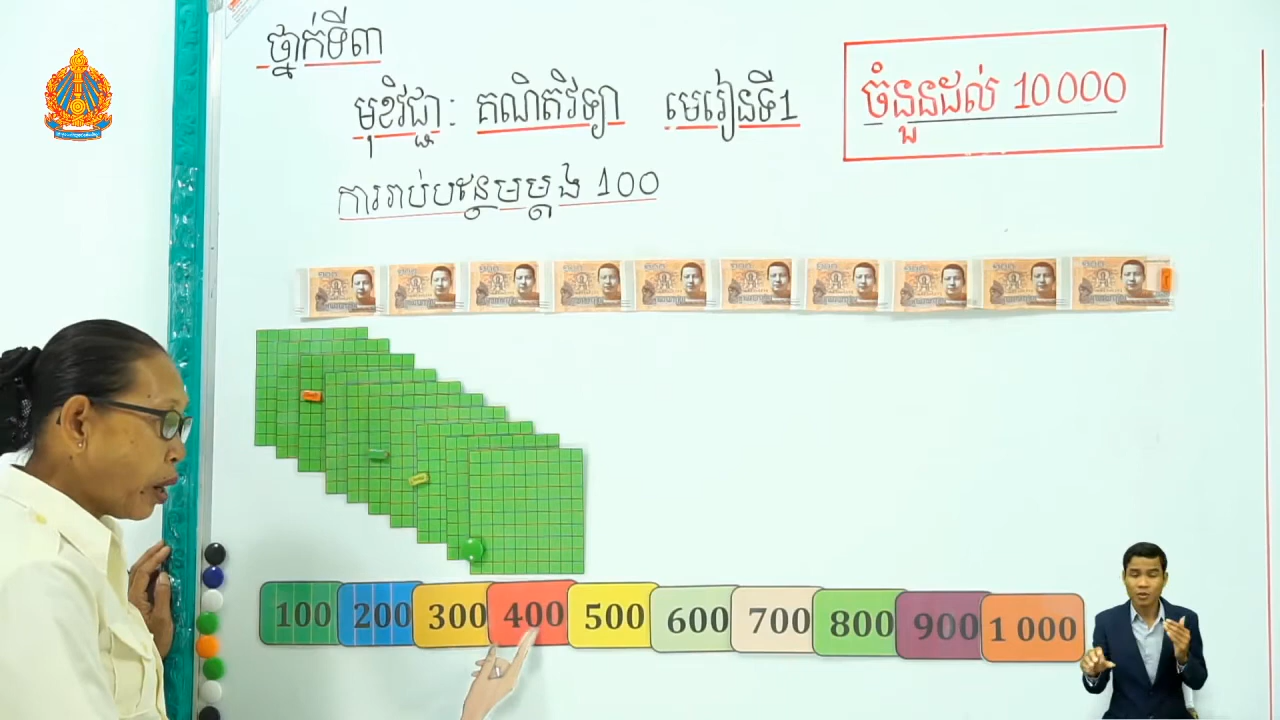 ថ្នាក់ទី៣
មុខវិជ្ជា: គណិតវិទ្យា មេរៀនទី1
ចំនួនដល់ 10000
ការរាប់បន្ថែមម្តង 100
100 200 300 400 500 600 700 800 900 1 000